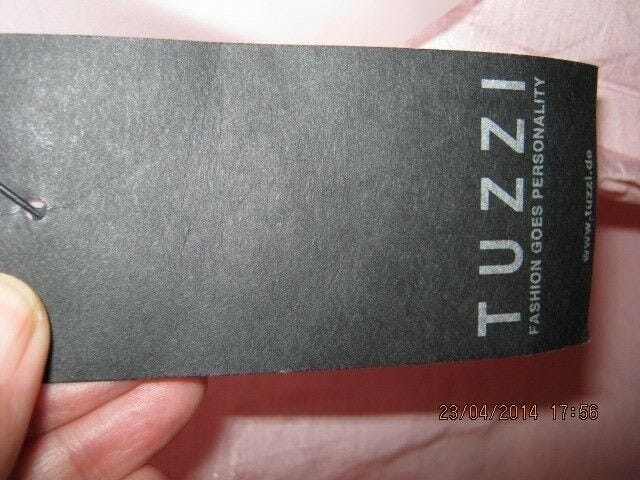 TUZZI
FASHION GOES PERSONALITY
www.tuzzi.de
23/04/2014 17:56